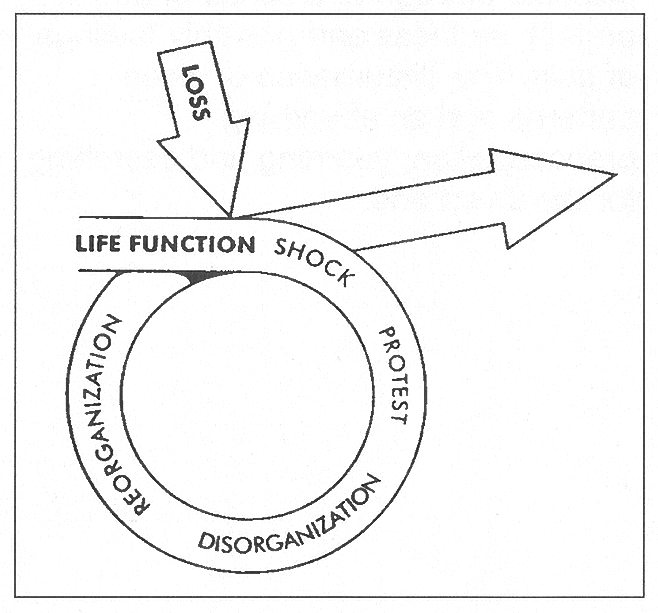 LOSS
LIFE FUNCTION
SHOCK
PROTEST
DISORGANIZATION
REORGANIZATION